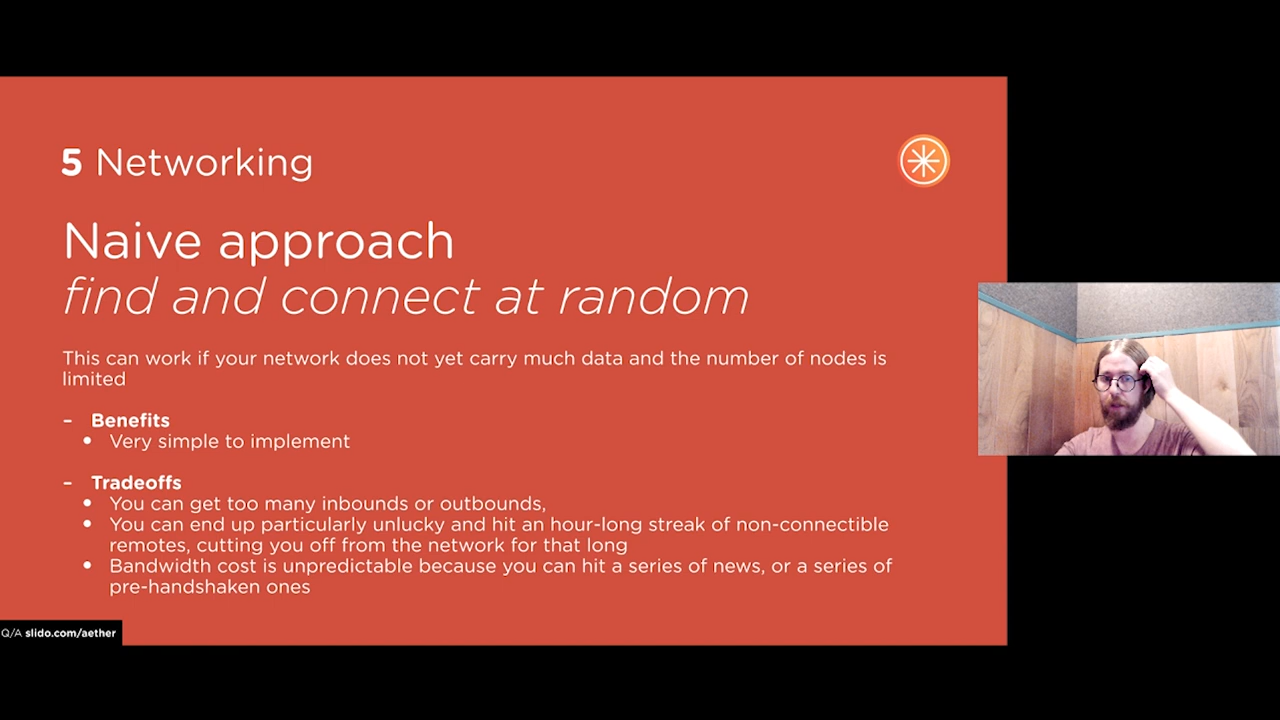 5 Networking
Naive approach
find and connect at random
This can work if your network does not yet carry much data and the number of nodes is
limited
– Benefits
• Very simple to implement
– Tradeoffs
• You can get too many inbounds or outbounds,
• You can end up particularly unlucky and hit an hour-long streak of non-connectible
remotes, cutting you off from the network for that long
• Bandwidth cost is unpredictable because you can hit a series of news, or a series of
pre-handshaken ones
Q/A slido.com/aether